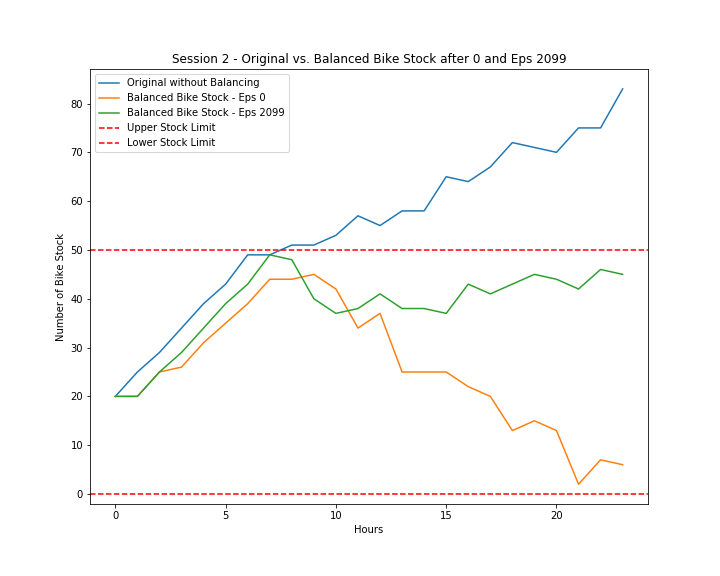 Session 2 - Original vs. Balanced Bike Stock after 0 and Eps 2099
Original without Balancing
Balanced Bike Stock - Eps 0
Balanced Bike Stock - Eps 2099
Upper Stock Limit
Lower Stock Limit
Number of Bike Stock
80
70
60
50
40
30
20
10
0
0
5
10
15
20
Hours